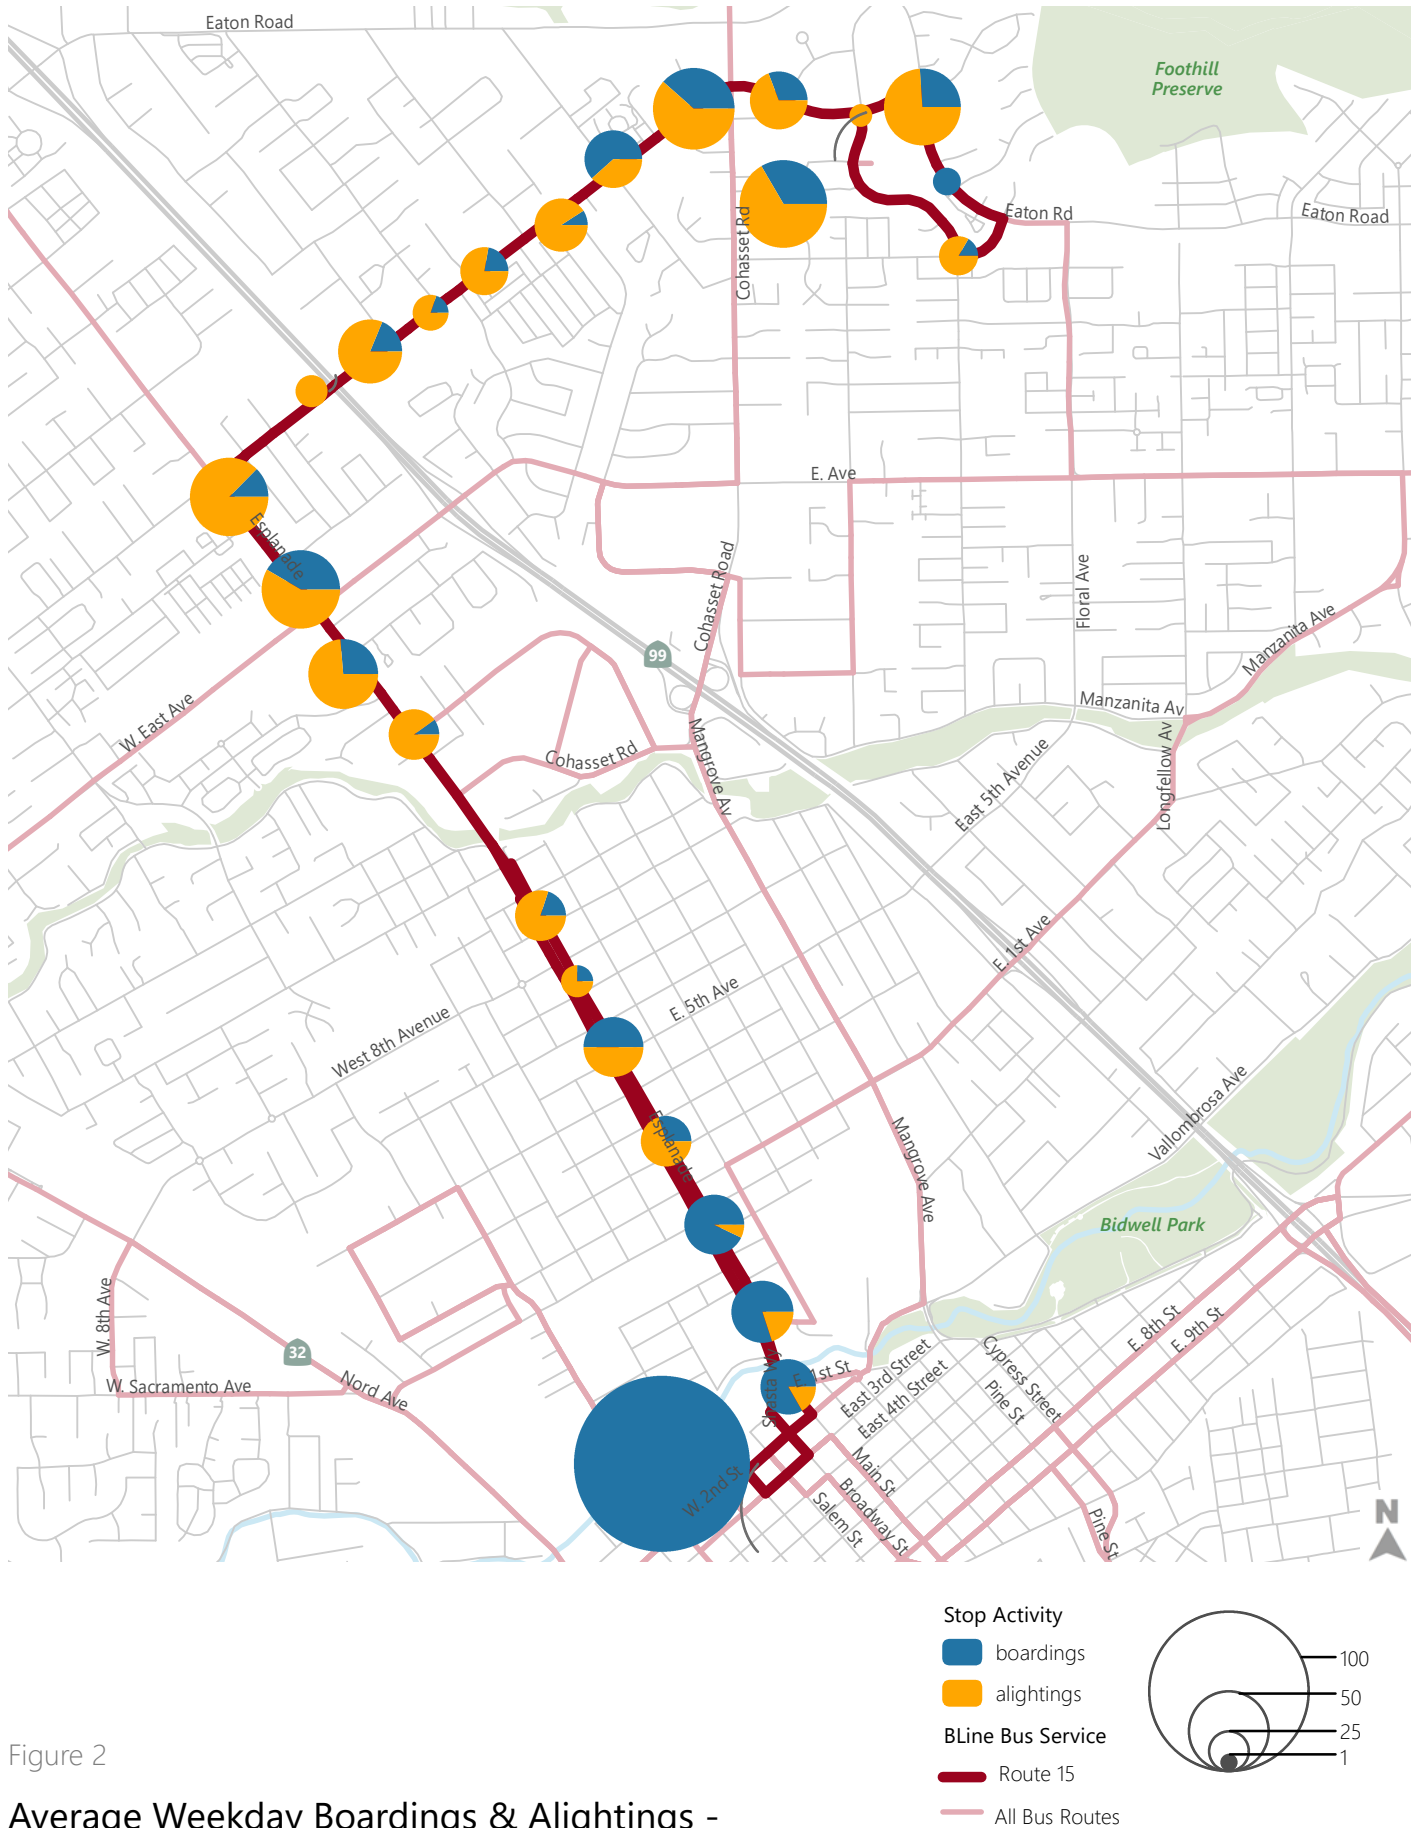 Eaton Road
Foothill
Preserve
Eaton Rd
Eaton Road
Cohasset Rd
E. Ave
Esplanade
Cohasset Road
Floral Ave
Manzanita Ave
99
W. East Ave
Manzanita Av
Cohasset Rd
Mangrove Av
Longfellow Av
East 5th Avenue
E. 1st Ave
E. 5th Ave
West 8th Avenue
Vallombrosa Ave
Esplanade
Mangrove Ave
Bidwell Park
W. 8th Ave
32
W. Sacramento Ave
Nord Ave
E. 8th St
E. 9th St
Cypress Street
Pine St
East 3rd Street
East 4th Street
E. 1st St
Shasta W
W. 2nd St
Main St
Broadway St
Salem St
Pine St
N
Stop Activity
boardings
alightings
100
50
25
1
BLine Bus Service
Route 15
All Bus Routes
Figure 2
Average Weekday Boardings & Alightings -